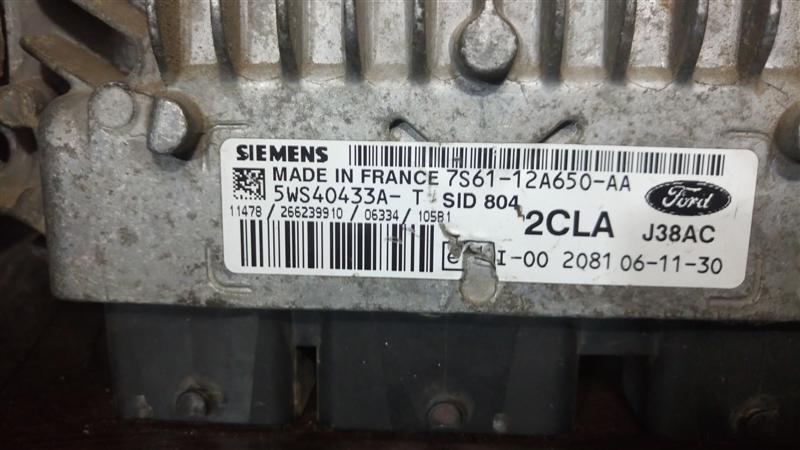 SIEMENS
MADE IN FRANCE 7S61-12A650-AA
5WS40433A- T SID 804
Ford
11478 / 266239910 / 06334 / 10581
2CLA J38AC
I-00 2081 06-11-30